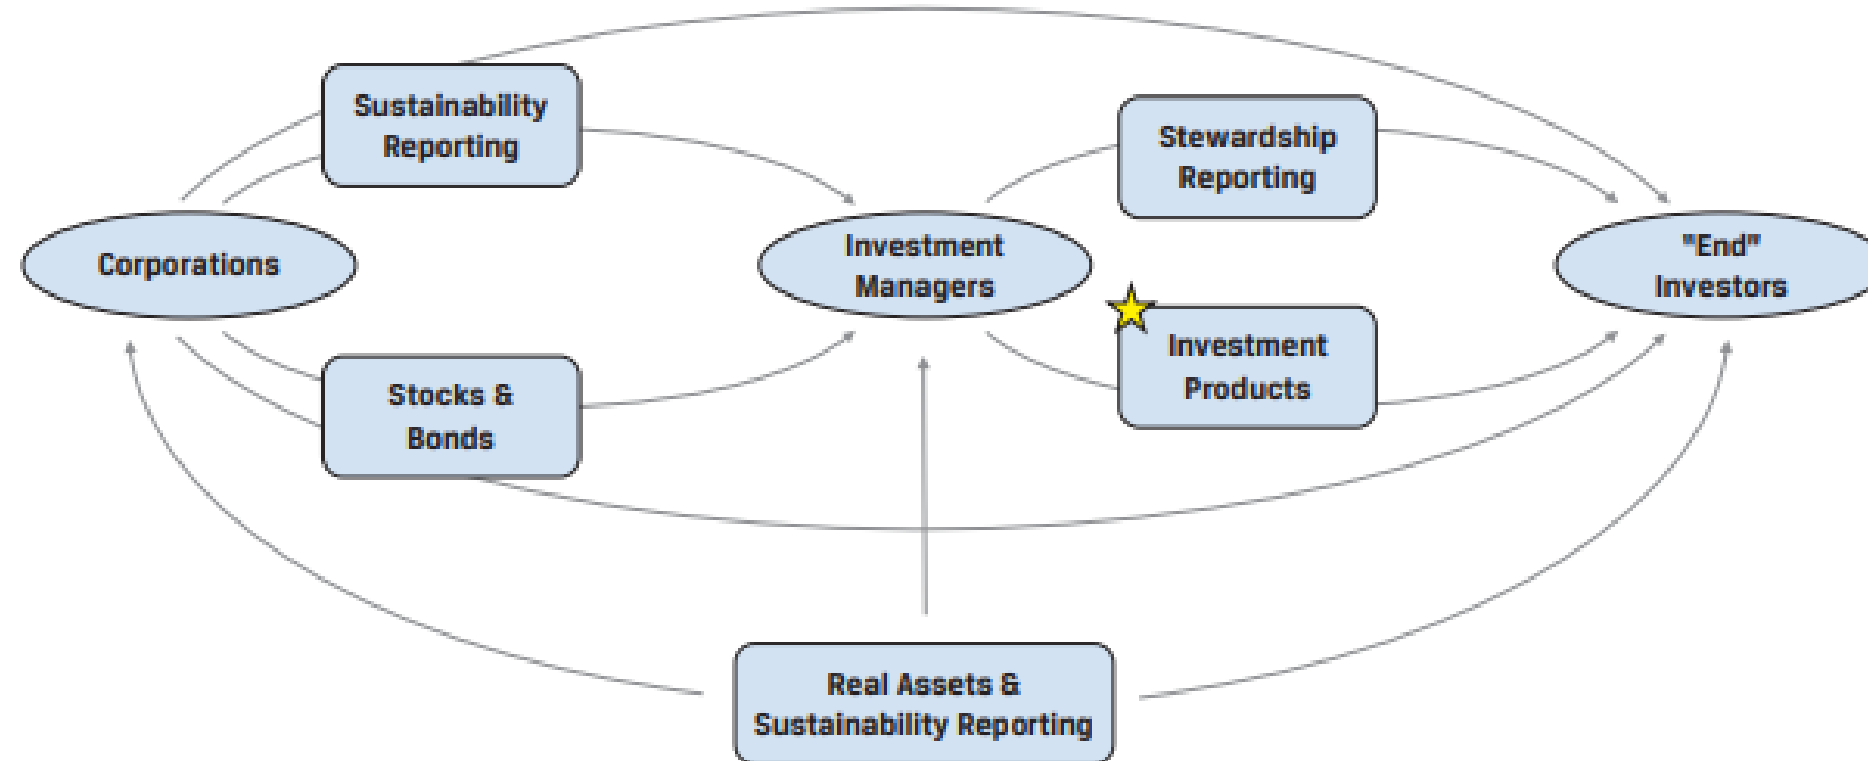 Sustainability
Reporting
Stewardship
Reporting
Corporations
Investment
Managers
"End"
Investors
Stocks &
Bonds
Investment
Products
Real Assets &
Sustainability Reporting